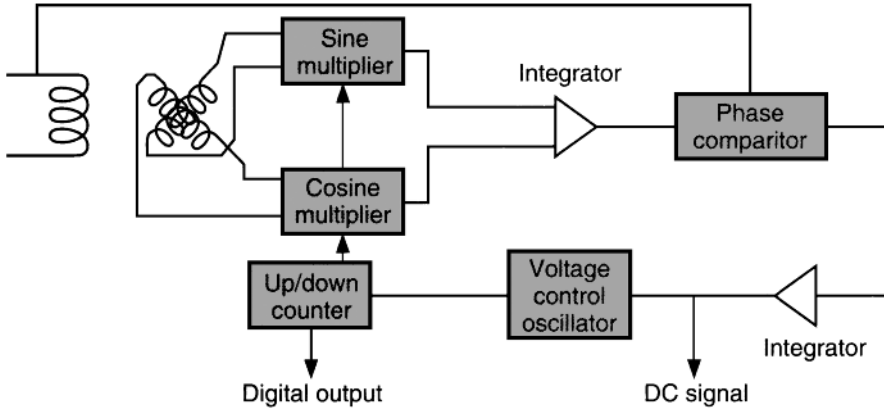 Sine
multiplier
Integrator
Phase
comparitor
Cosine
multiplier
Up/down
counter
Voltage
control
oscillator
Integrator
Digital output
DC signal